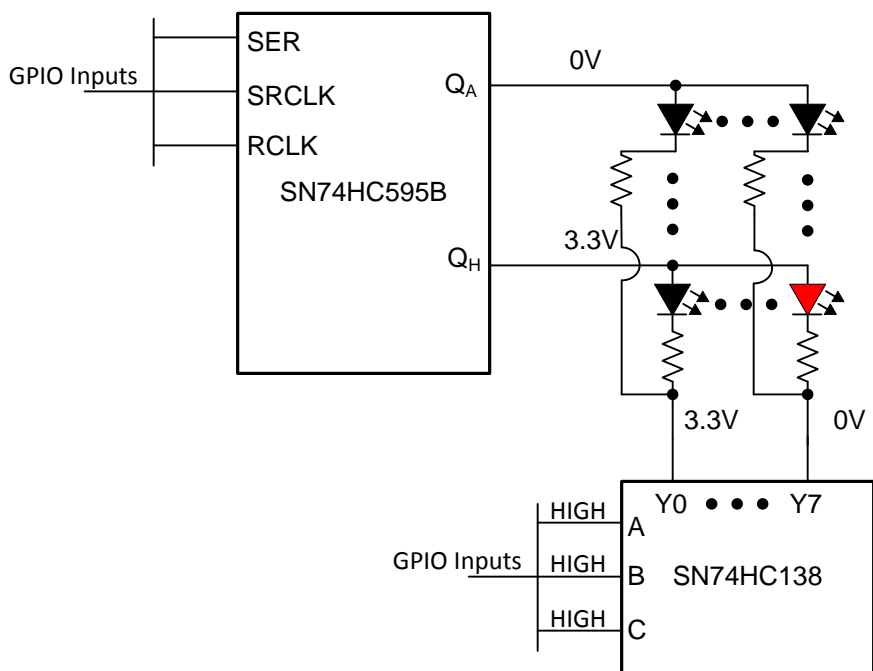 GPIO Inputs
SER
SRCLK
RCLK
SN74HC595B
QA
QH
0V
3.3V
3.3V
0V
Y0
Y7
GPIO Inputs
HIGH
A
HIGH
B
HIGH
C
SN74HC138